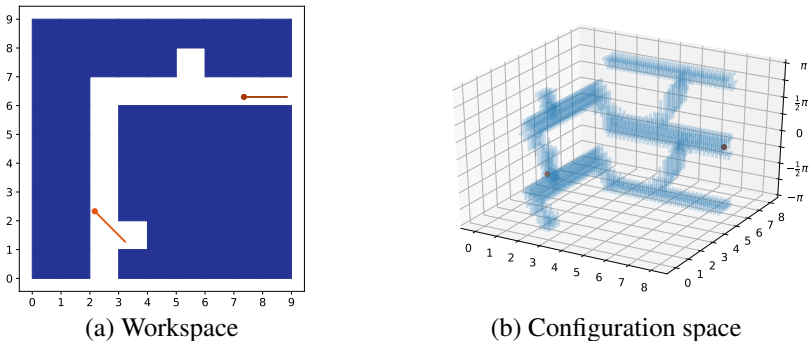 9
8
7
6
5
4
3
2
1
0
0 1 2 3 4 5 6 7 8 9
(a) Workspace
π
½π
0
−½π
−π
0 1 2 3 4 5 6 7 8
0 1 2 3 4 5 6 7 8
(b) Configuration space